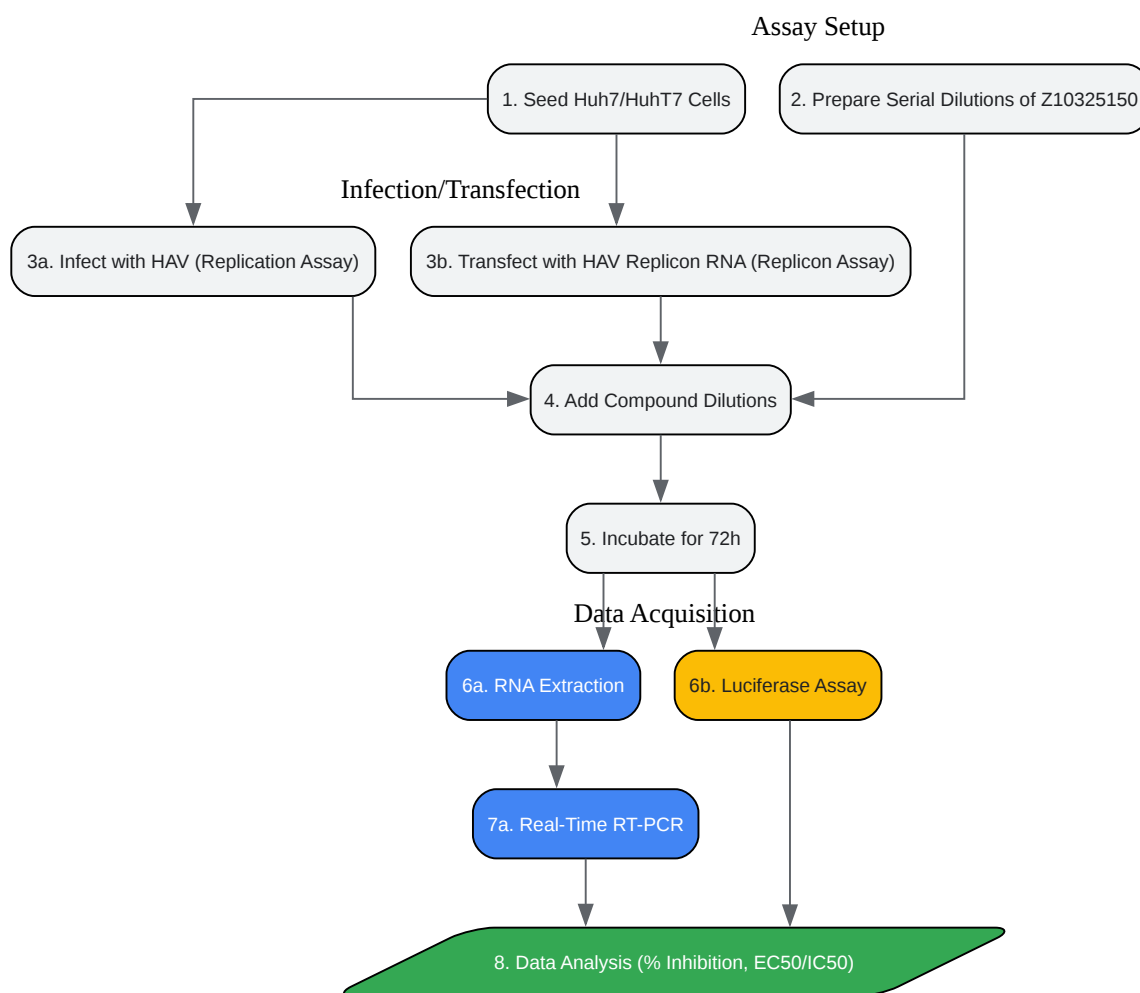 Assay Setup
1. Seed Huh7/HuhT7 Cells
2. Prepare Serial Dilutions of Z10325150
Infection/Transfection
3a. Infect with HAV (Replication Assay)
3b. Transfect with HAV Replicon RNA (Replicon Assay)
4. Add Compound Dilutions
5. Incubate for 72h
Data Acquisition
6a. RNA Extraction
6b. Luciferase Assay
7a. Real-Time RT-PCR
8. Data Analysis (% Inhibition, EC50/IC50)